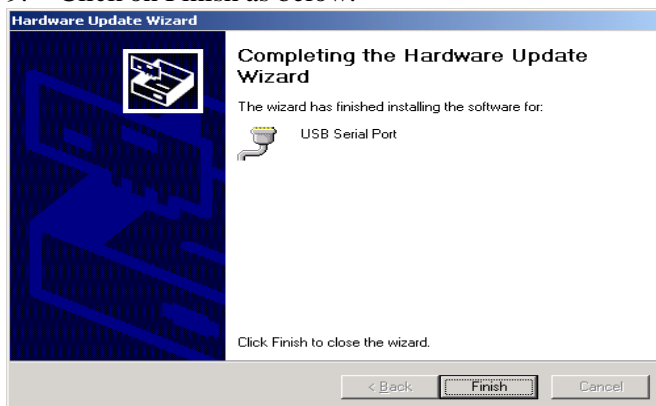 9. Click on Finish as below.
Hardware Update Wizard
Completing the Hardware Update
Wizard
The wizard has finished installing the software for:
USB Serial Port
Click Finish to close the wizard.
< Back
Finish
Cancel